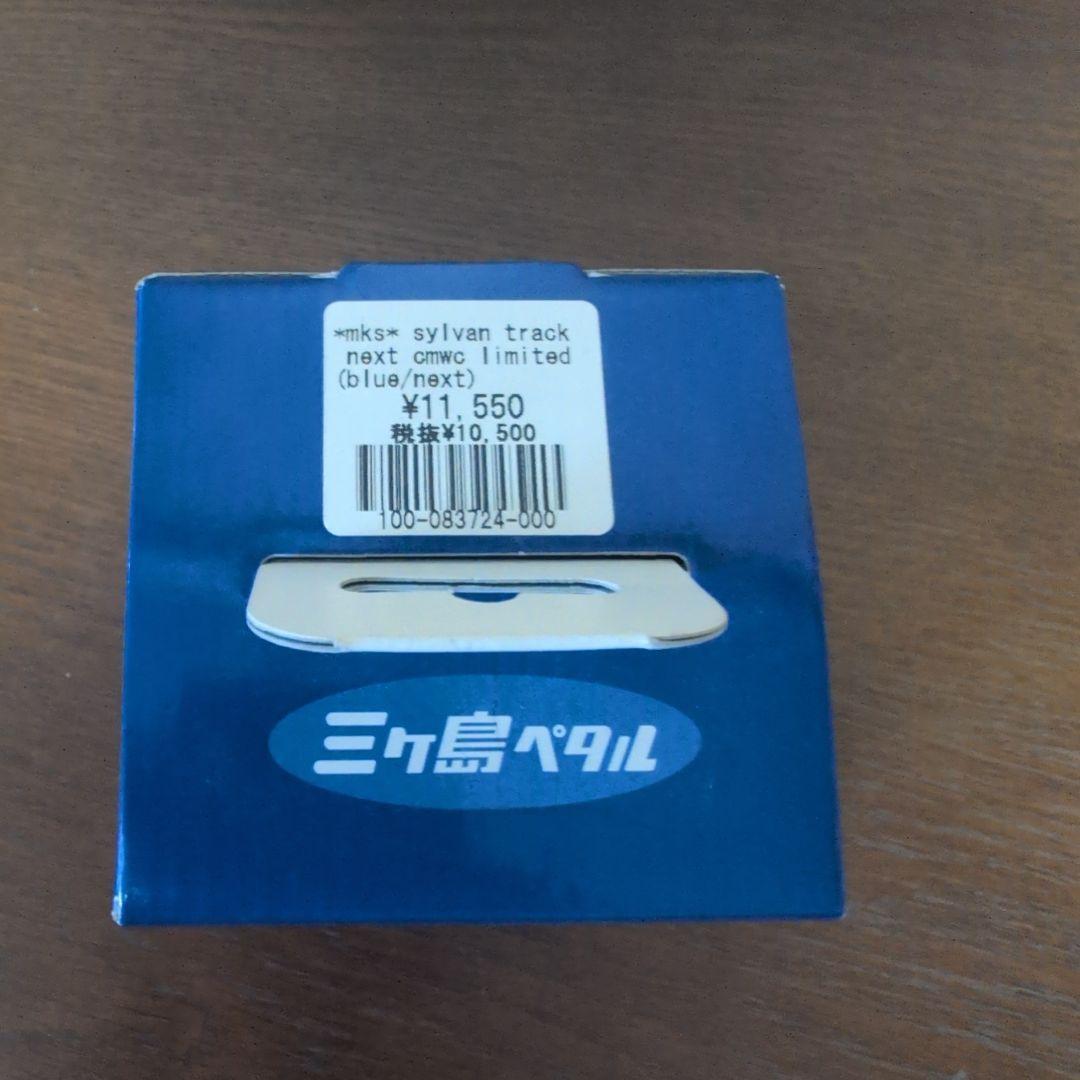 *mks* sylvan track
next cmwc limited
(blue/next)
¥11,550
税抜¥10,500
100-083724-000
三ヶ島ペダル